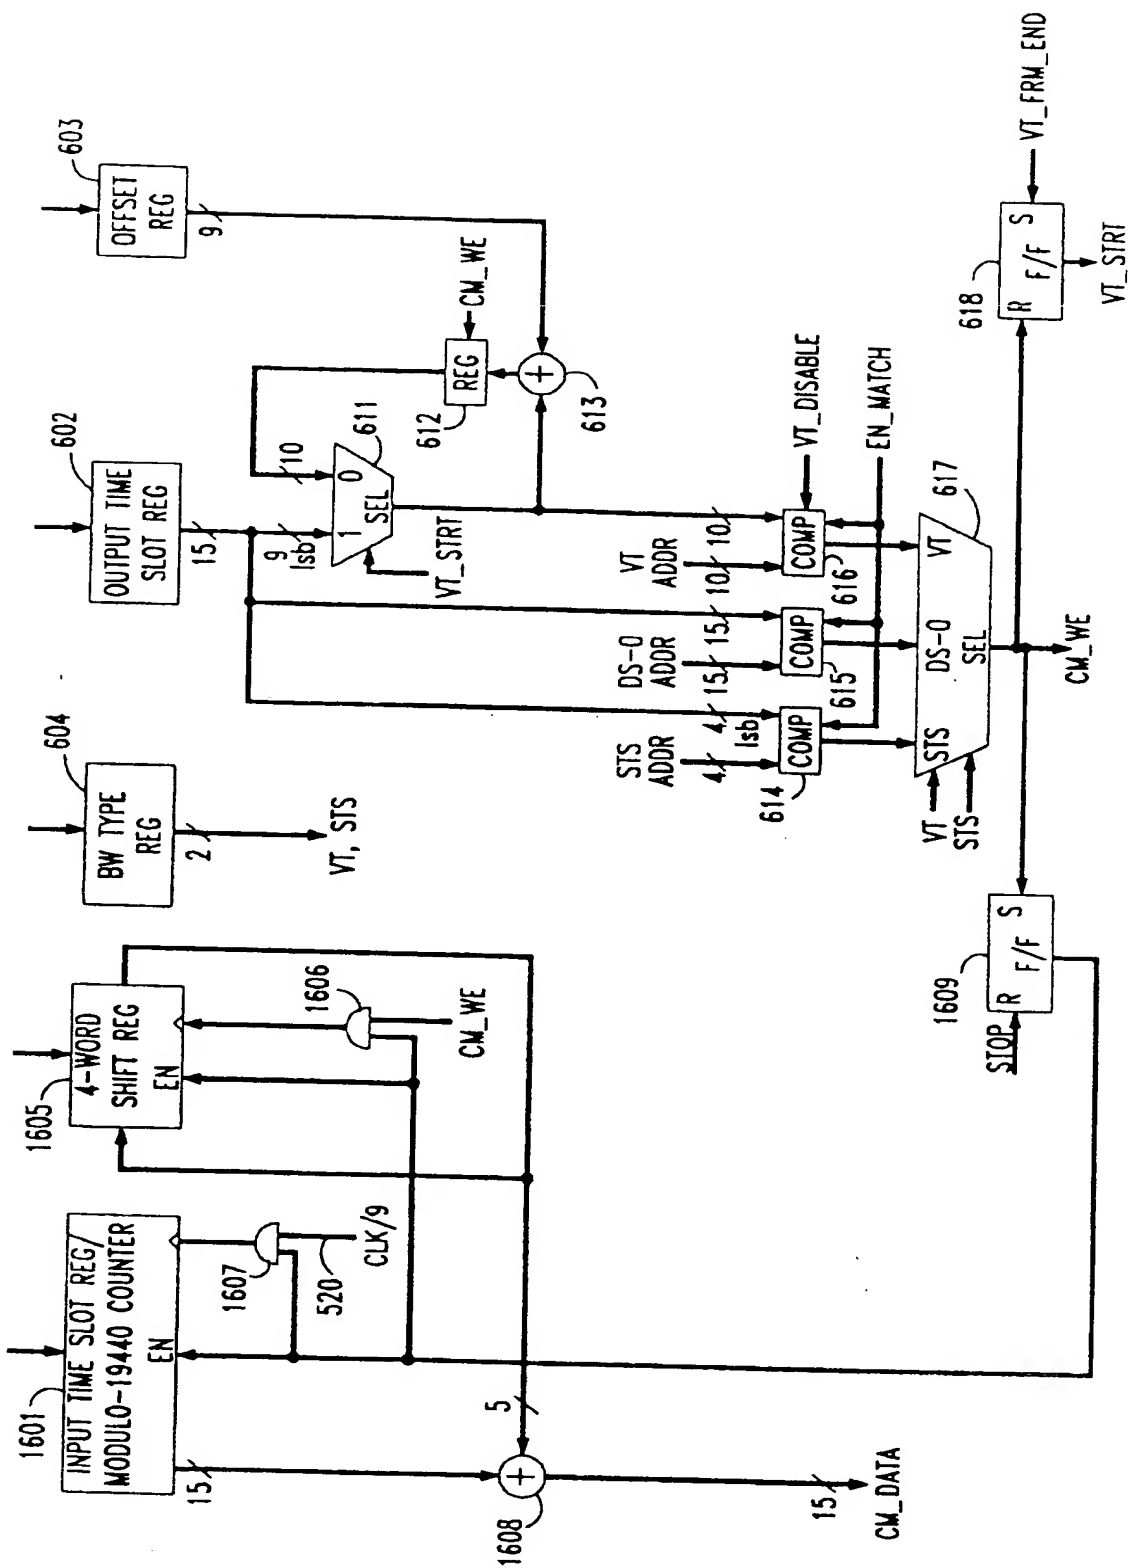 1601
INPUT TIME SLOT REG/
MODULO-19440 COUNTER
EN
15
1607
520
CLK/9
1605
4-WORD
SHIFT REG
EN
1606
CM_WE
5
+
1608
15
CM_DATA
604
BW TYPE
REG
2
VT, STS
602
OUTPUT TIME
SLOT REG
15
9
lsb
10
1
0
SEL
611
VT_STRT
603
OFFSET
REG
9
REG
612
CM_WE
+
613
STS
ADDR
4
4
lsb
COMP
614
DS-0
ADDR
15
15
COMP
615
VT
ADDR
10
10
COMP
616
VT_DISABLE
EN_MATCH
STS
DS-0
VT
SEL
617
VT
STS
CM_WE
1609
R
S
F/F
STOP
618
R
S
F/F
VT_FRM_END
VT_STRT